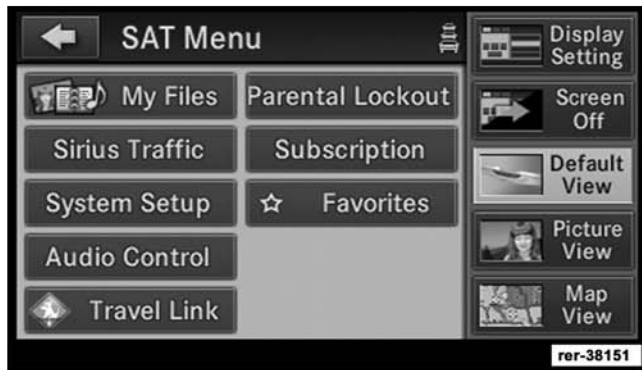 SAT Menu
My Files
Parental Lockout
Sirius Traffic
Subscription
System Setup
Favorites
Audio Control
Travel Link
Display
Setting
Screen
Off
Default
View
Picture
View
Map
View
rer-38151